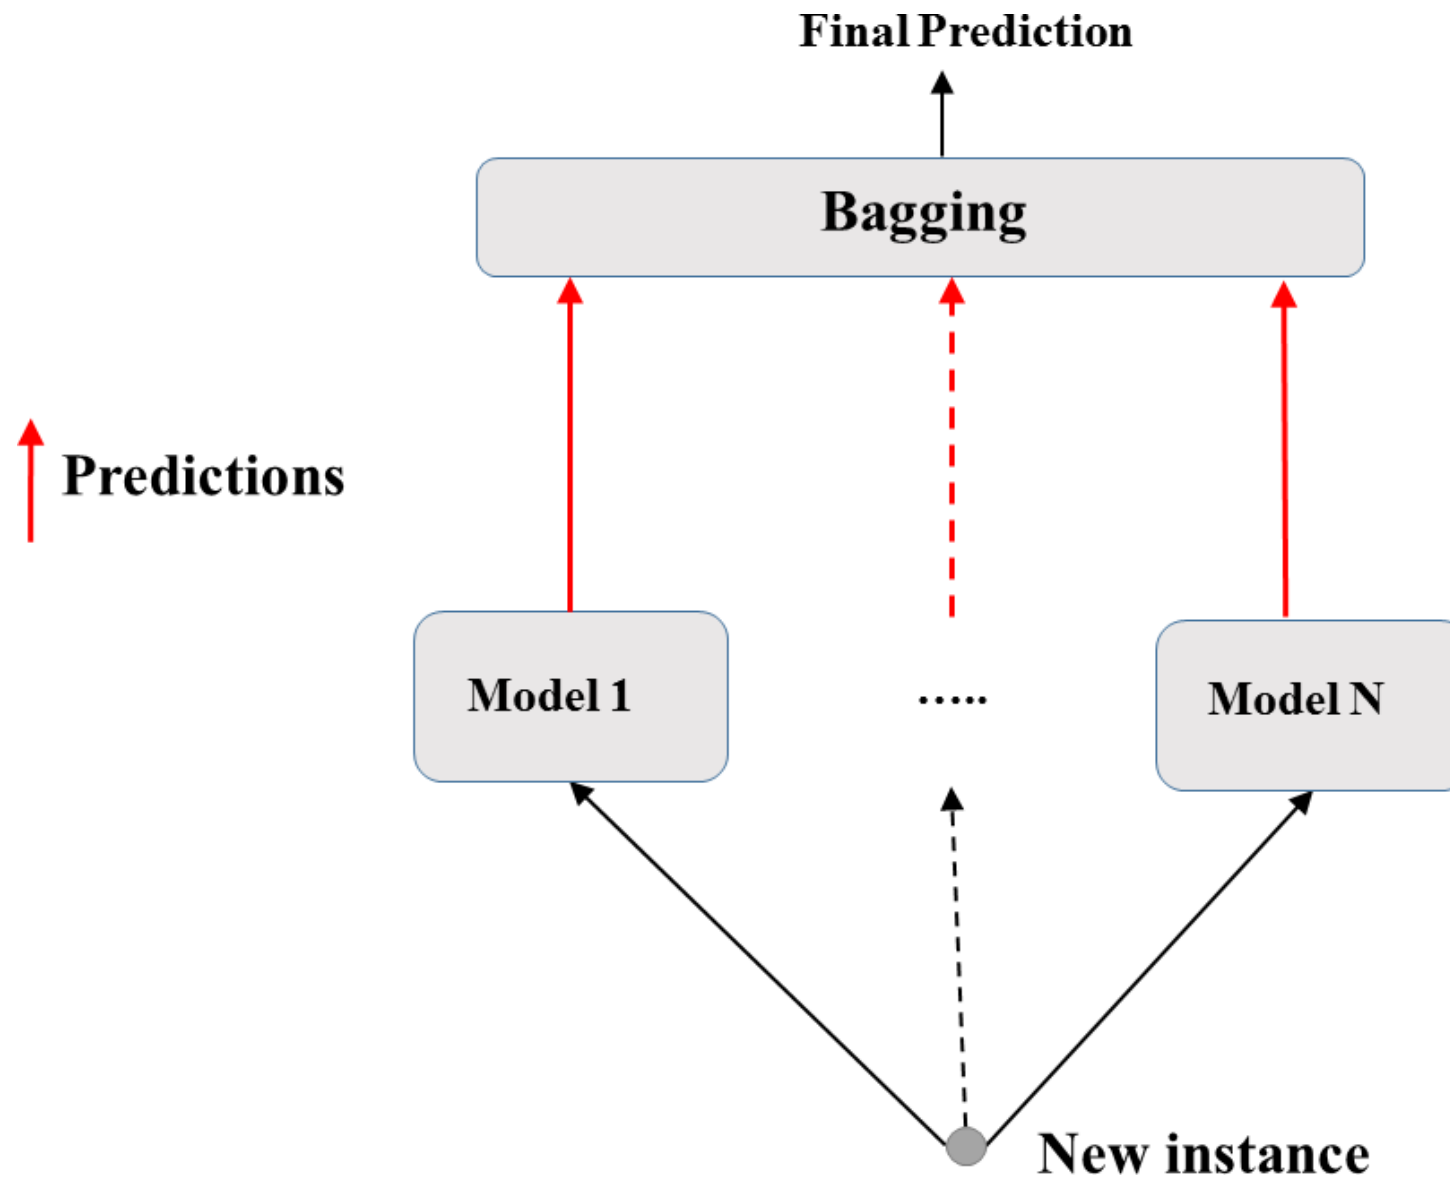 Final Prediction
Bagging
Predictions
Model 1
.....
Model N
New instance